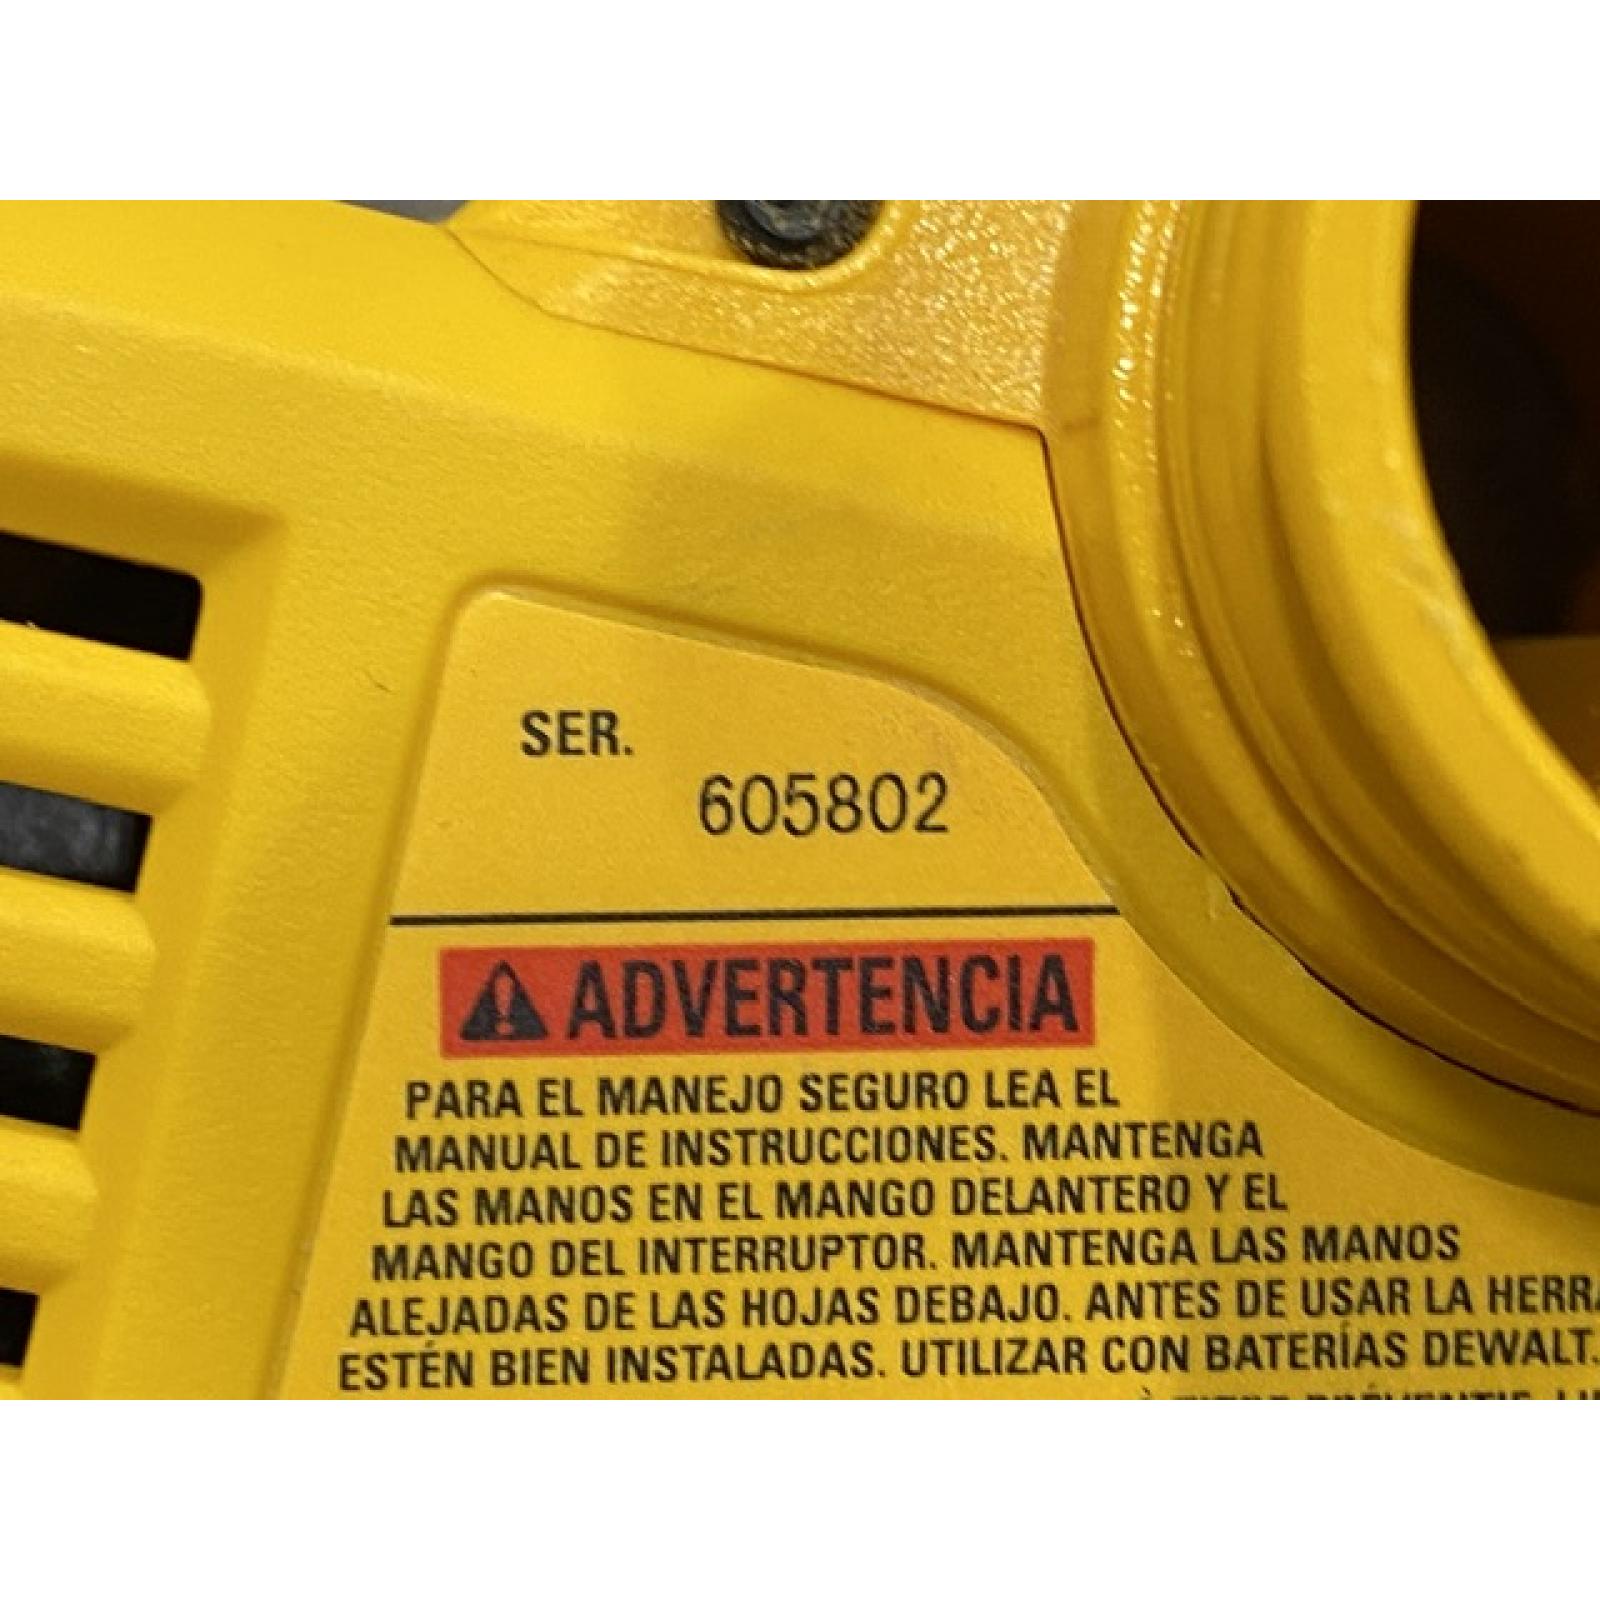 SER.
605802
ADVERTENCIA
PARA EL MANEJO SEGURO LEA EL
MANUAL DE INSTRUCCIONES. MANTENGA
LAS MANOS EN EL MANGO DELANTERO Y EL
MANGO DEL INTERRUPTOR. MANTENGA LAS MANOS
ALEJADAS DE LAS HOJAS DEBAJO. ANTES DE USAR LA HERRA
ESTÉN BIEN INSTALADAS. UTILIZAR CON BATERÍAS DEWALT.